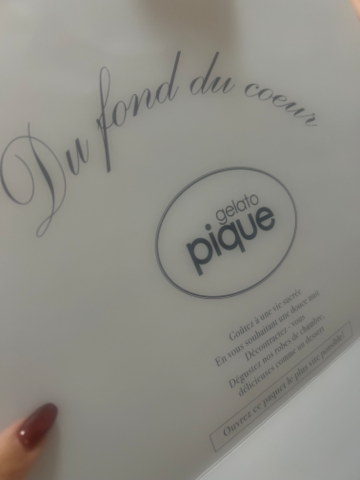 Du fond du coeur
gelato
pique
Goûtez à une vie sucrée.
En vous souhaitant une douce nuit
Décontractez-vous.
Dégustez nos robes de chambre,
délicieuses comme un dessert
Ouvrez ce paquet le plus vite possible!